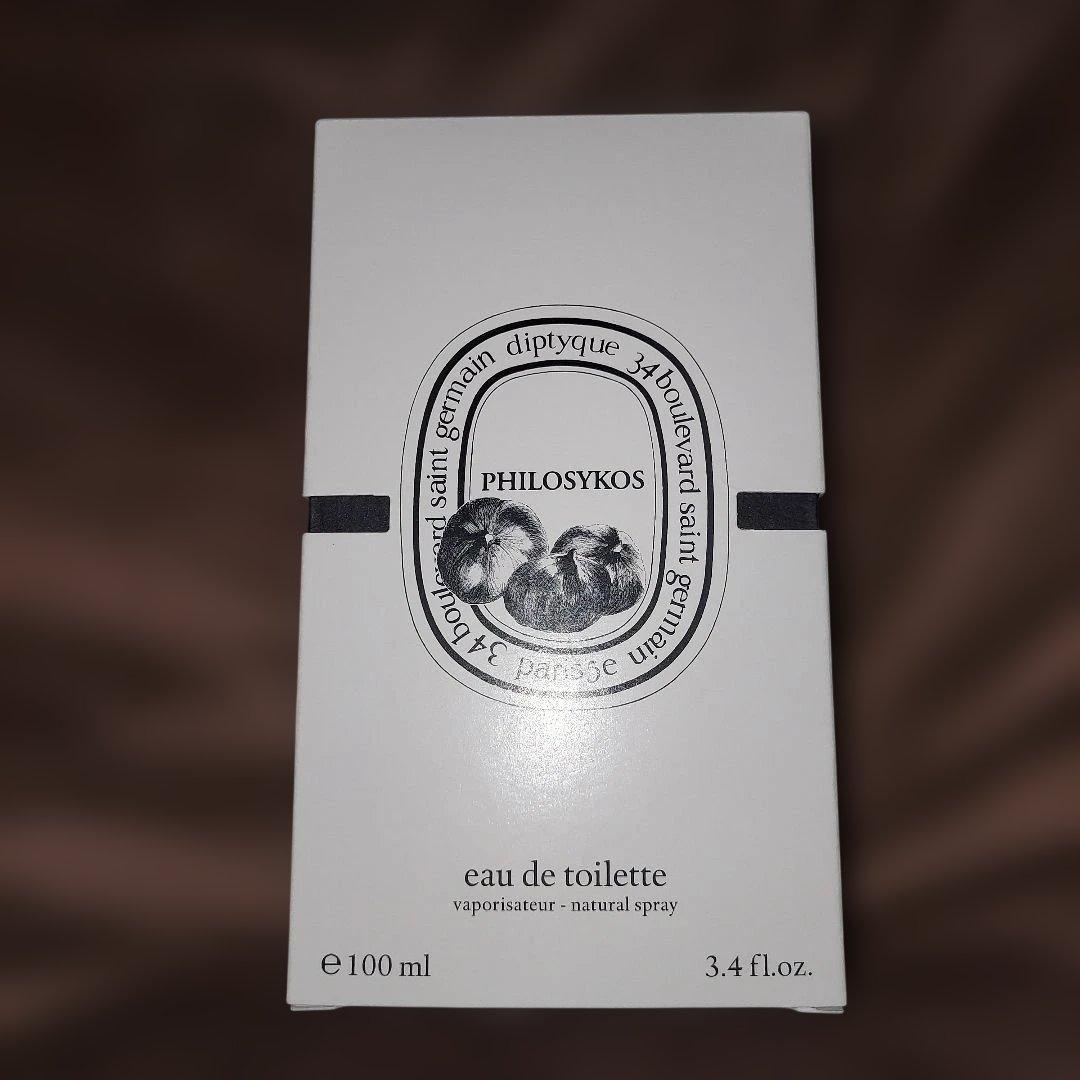 diptyque 34 boulevard saint germain paris5e 34 boulevard saint germain
PHILOSYKOS
eau de toilette
vaporisateur - natural spray
℮100 ml
3.4 fl.oz.